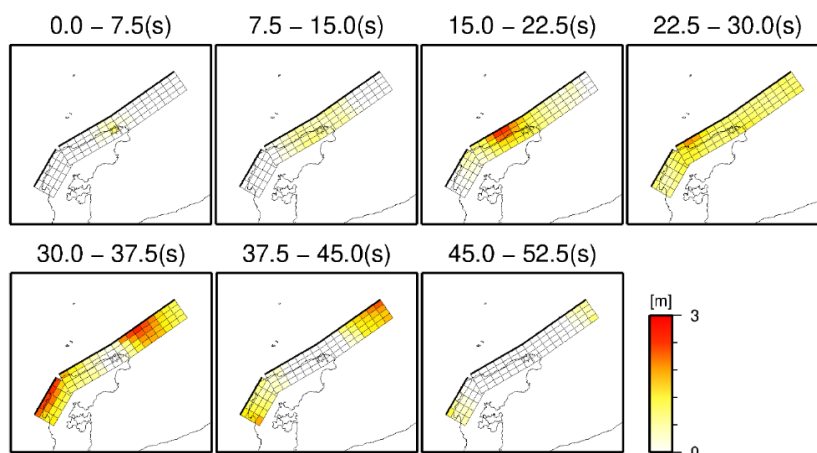 0.0 – 7.5(s)
7.5 – 15.0(s)
15.0 – 22.5(s)
22.5 – 30.0(s)
30.0 – 37.5(s)
37.5 – 45.0(s)
45.0 – 52.5(s)
[m]
3
0